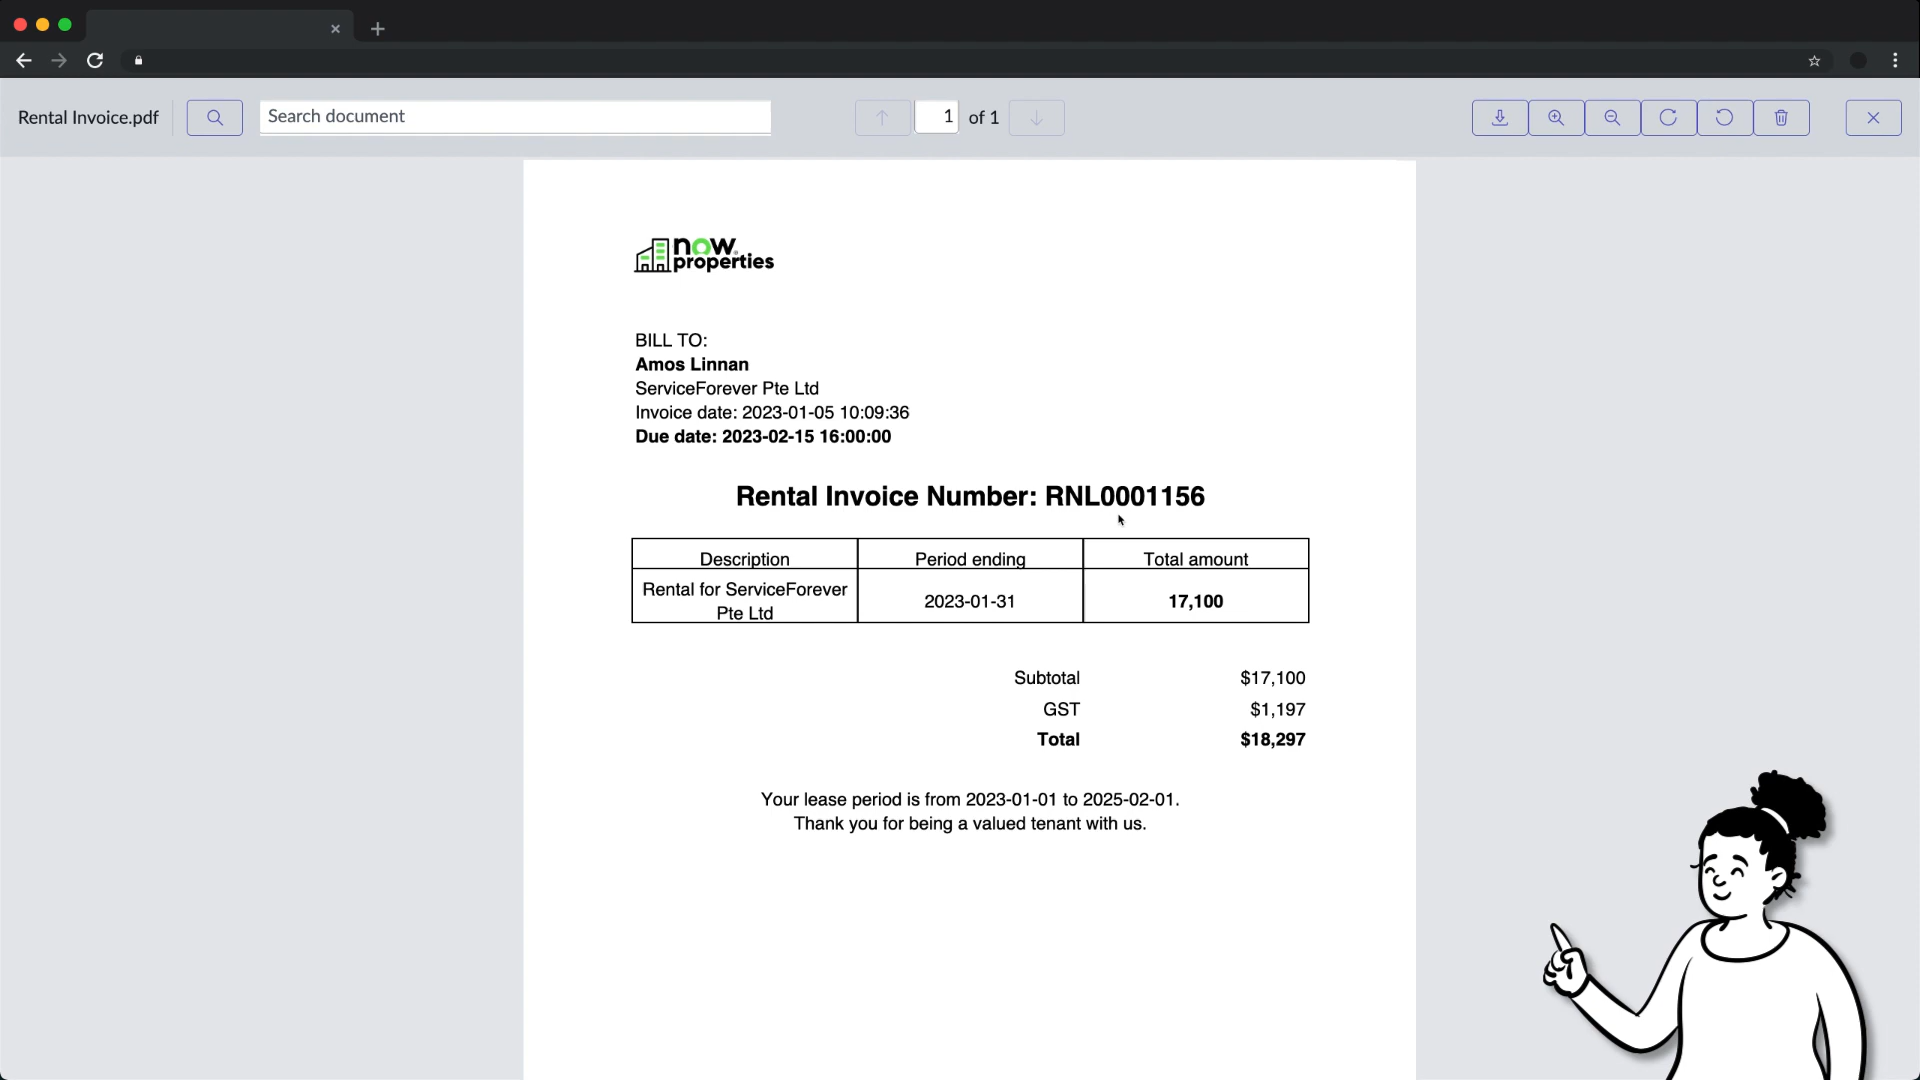 Rental Invoice.pdf
Search document
1 of 1
now
properties
BILL TO:
Amos Linnan
ServiceForever Pte Ltd
Invoice date: 2023-01-05 10:09:36
Due date: 2023-02-15 16:00:00
Rental Invoice Number: RNL0001156
Description Period ending Total amount
Rental for ServiceForever
Pte Ltd
2023-01-31
17,100
Subtotal $17,100
GST $1,197
Total $18,297
Your lease period is from 2023-01-01 to 2025-02-01.
Thank you for being a valued tenant with us.